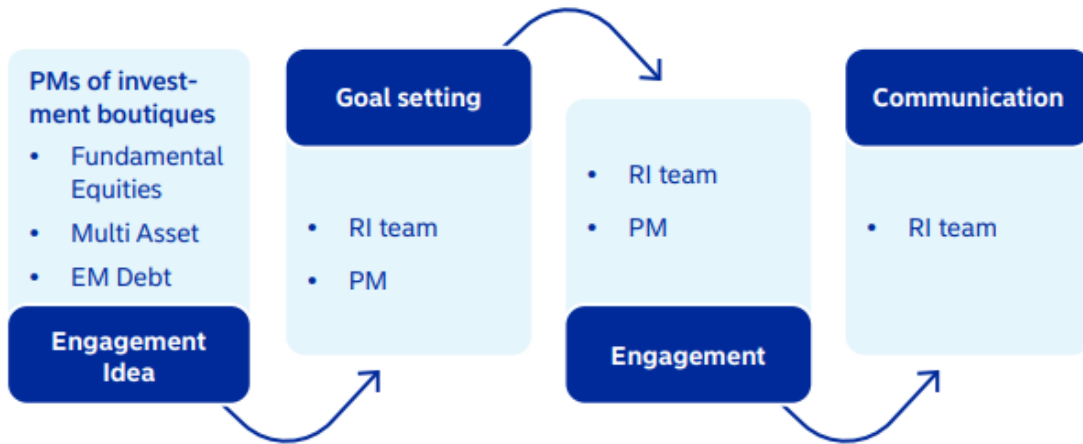 PMs of invest-
ment boutiques
• Fundamental
Equities
• Multi Asset
• EM Debt
Engagement
Idea
Goal setting
• RI team
• PM
• RI team
• PM
Engagement
Communication
• RI team